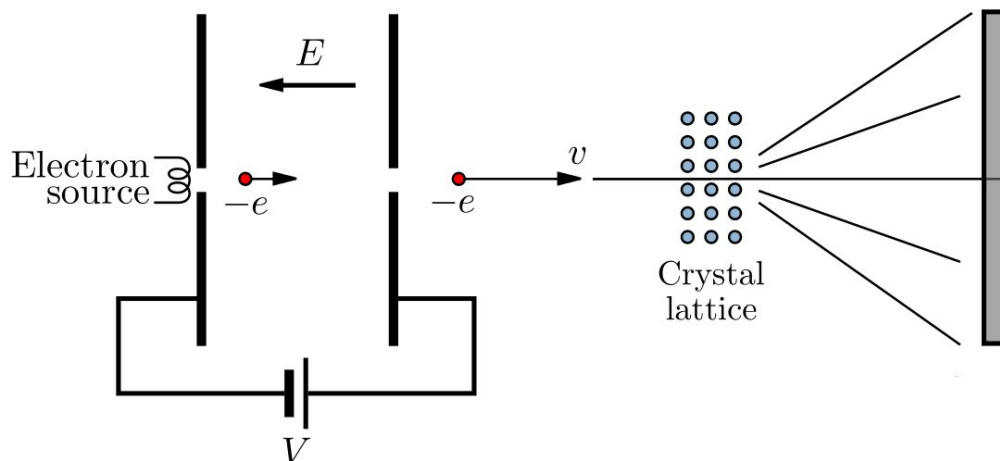 E
Electron
source
−e
−e
v
Crystal
lattice
V